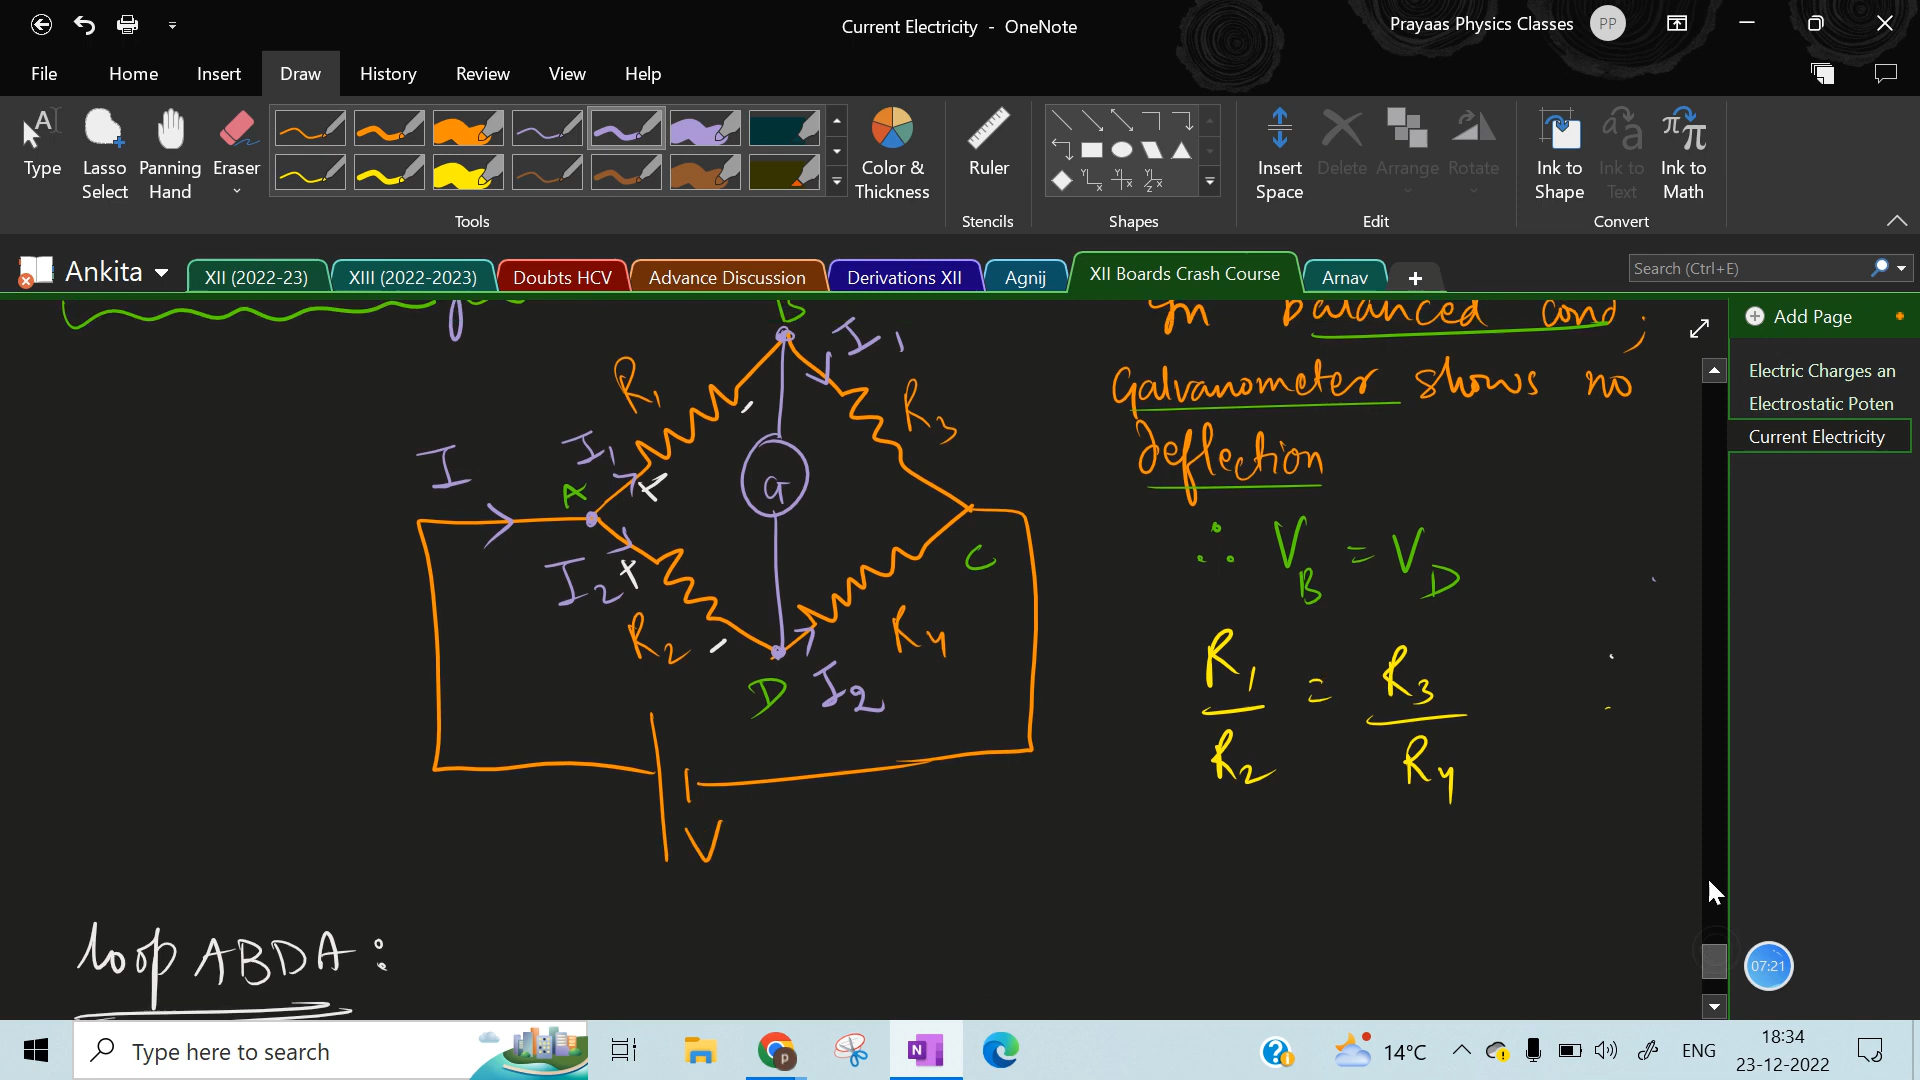 Current Electricity - OneNote
Prayaas Physics Classes PP
File Home Insert Draw History Review View Help
Type
Lasso Select
Panning Hand
Eraser
Color & Thickness
Ruler
Insert Space
Delete
Arrange
Rotate
Ink to Shape
Ink to Text
Ink to Math
Tools Stencils Shapes Edit Convert
Ankita XII (2022-23) XIII (2022-2023) Doubts HCV Advance Discussion Derivations XII Agnij XII Boards Crash Course Arnav + Search (Ctrl+E)
Add Page
Electric Charges an
Electrostatic Poten
Current Electricity
In Balanced cond;
Galvanometer shows no
deflection
∴ V_B = V_D
R1/R2 = R3/R4
B
I1
R1
R3
I
I1
A
G
C
I2
R2
R4
D
I2
V
loop ABDA:
07:21
Type here to search
14°C
ENG
18:34
23-12-2022